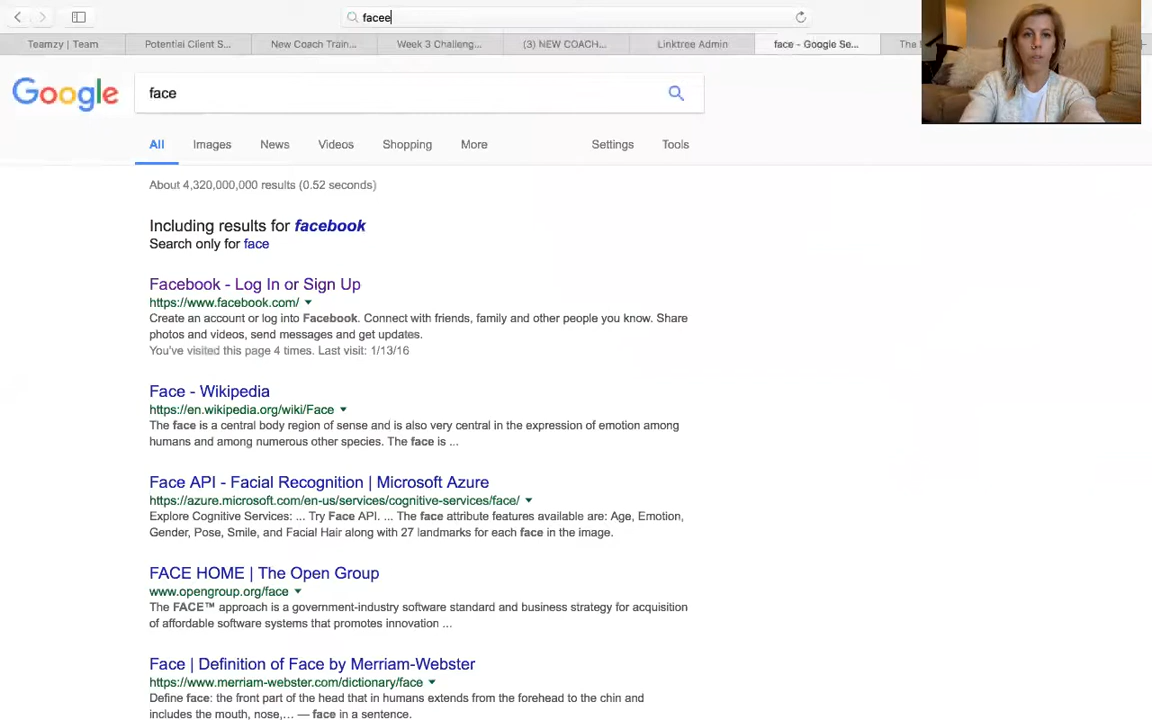 facee
Teamzy | Team
Potential Client S...
New Coach Train...
Week 3 Challeng...
(3) NEW COACH...
Linktree Admin
face - Google Se...
The
Google
face
All
Images
News
Videos
Shopping
More
Settings
Tools
About 4,320,000,000 results (0.52 seconds)
Including results for facebook
Search only for face
Facebook - Log In or Sign Up
https://www.facebook.com/
Create an account or log into Facebook. Connect with friends, family and other people you know. Share
photos and videos, send messages and get updates.
You've visited this page 4 times. Last visit: 1/13/16
Face - Wikipedia
https://en.wikipedia.org/wiki/Face
The face is a central body region of sense and is also very central in the expression of emotion among
humans and among numerous other species. The face is ...
Face API - Facial Recognition | Microsoft Azure
https://azure.microsoft.com/en-us/services/cognitive-services/face/
Explore Cognitive Services: ... Try Face API. ... The face attribute features available are: Age, Emotion,
Gender, Pose, Smile, and Facial Hair along with 27 landmarks for each face in the image.
FACE HOME | The Open Group
www.opengroup.org/face
The FACE™ approach is a government-industry software standard and business strategy for acquisition
of affordable software systems that promotes innovation ...
Face | Definition of Face by Merriam-Webster
https://www.merriam-webster.com/dictionary/face
Define face: the front part of the head that in humans extends from the forehead to the chin and
includes the mouth, nose,... — face in a sentence.